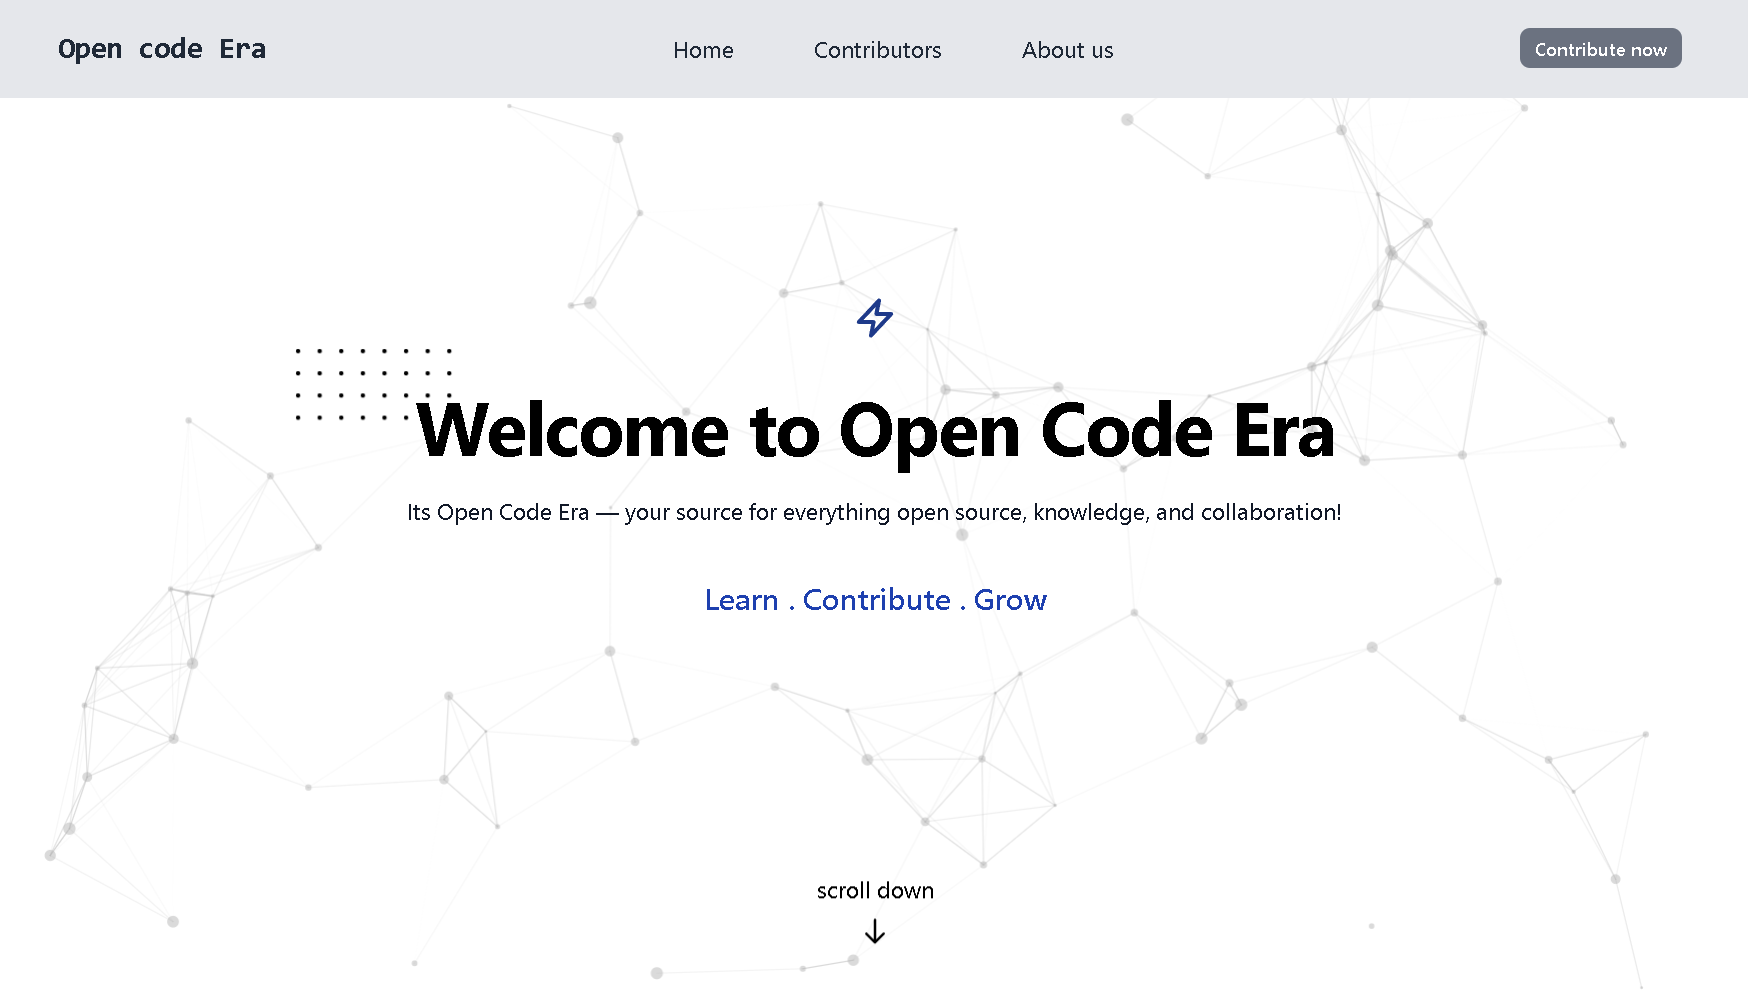 Open code Era
Home
Contributors
About us
Contribute now
Welcome to Open Code Era
Its Open Code Era — your source for everything open source, knowledge, and collaboration!
Learn . Contribute . Grow
scroll down